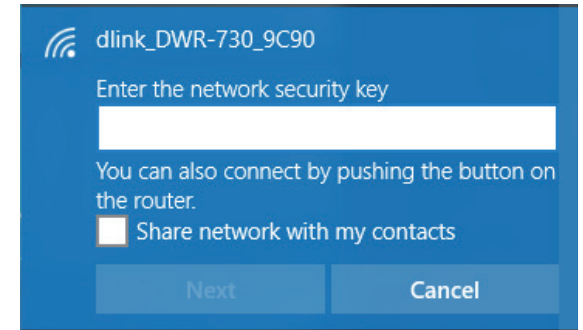 dlink_DWR-730_9C90
Enter the network security key
You can also connect by pushing the button on
the router.
Share network with my contacts
Next
Cancel